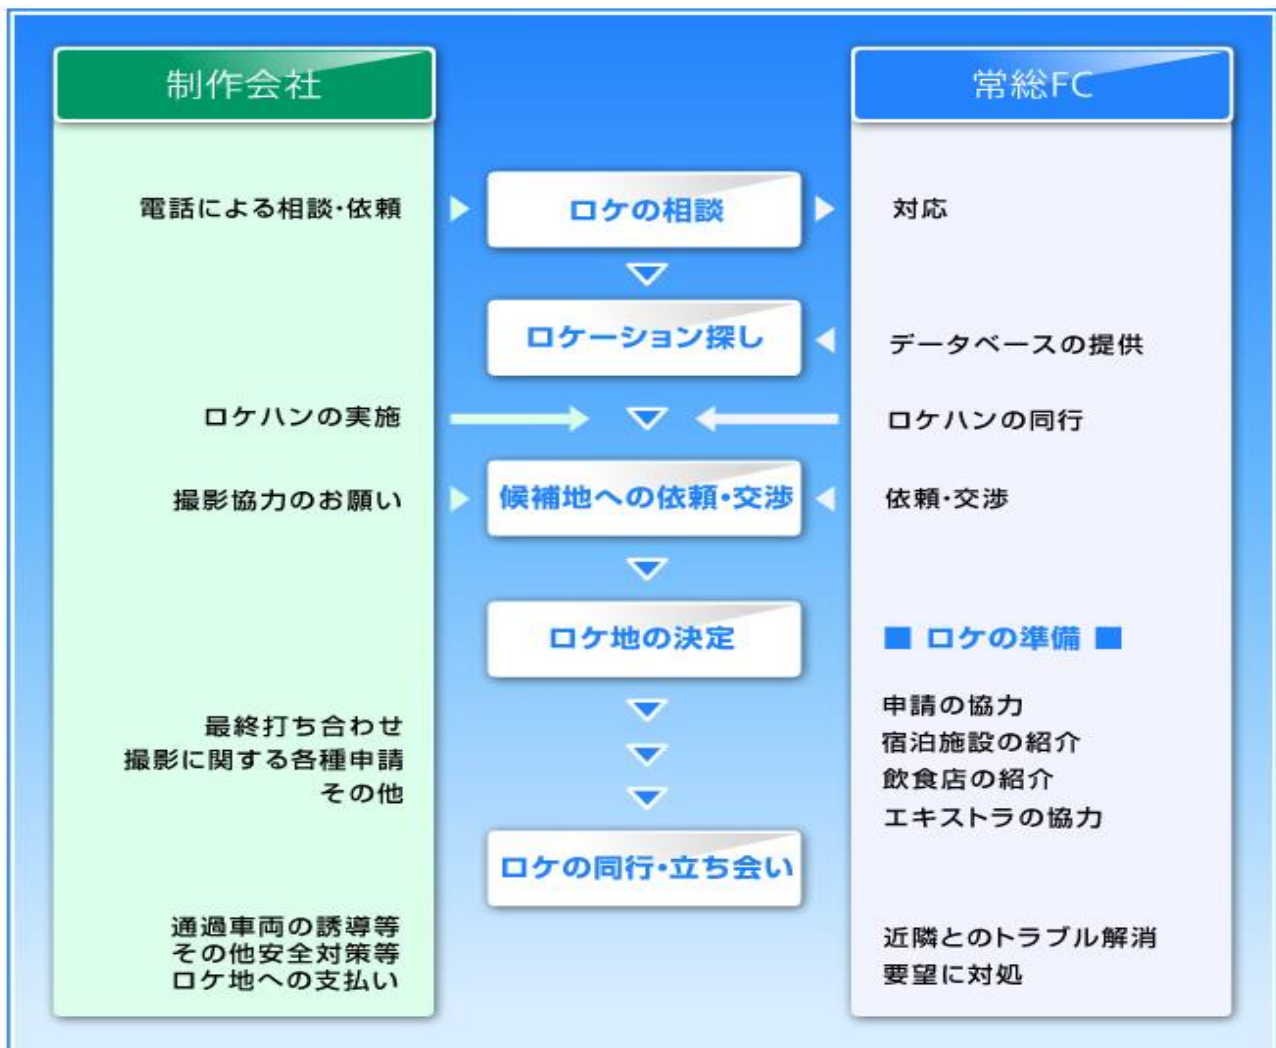 制作会社
常総FC
電話による相談・依頼
ロケの相談
対応
ロケーション探し
データベースの提供
ロケハンの実施
ロケハンの同行
撮影協力のお願い
候補地への依頼・交渉
依頼・交渉
ロケ地の決定
■ ロケの準備 ■
最終打ち合わせ
撮影に関する各種申請
その他
申請の協力
宿泊施設の紹介
飲食店の紹介
エキストラの協力
ロケの同行・立ち会い
通過車両の誘導等
その他安全対策等
ロケ地への支払い
近隣とのトラブル解消
要望に対処